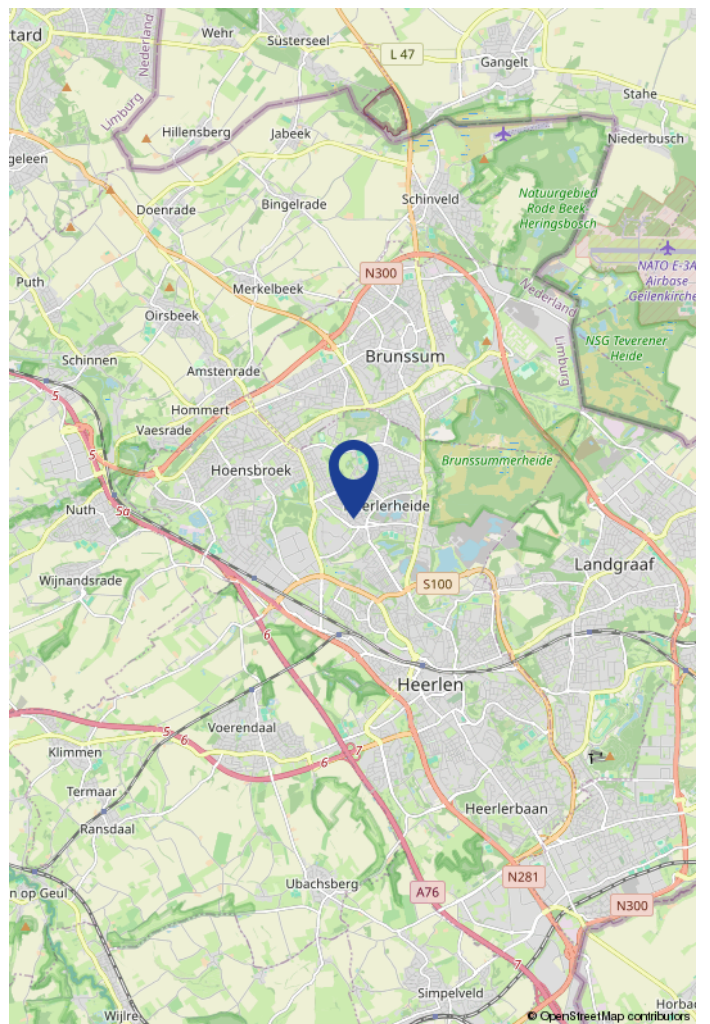 ttard
Wehr
Süsterseel
L 47
Gangelt
Nederland
Limburg
Stahe
Hillensberg
Jabeek
Niederbusch
geleen
Doenrade
Bingelrade
Schinveld
Natuurgebied
Rode Beek-
Heringsbosch
Puth
Merkelbeek
N300
NATO E-3A
Airbase
Geilenkirche
Nederland
Limburg
Oirsbeek
Schinnen
Brunssum
NSG Teverener
Heide
Amstenrade
5
Hommert
Vaesrade
5
Hoensbroek
Brunssummerheide
Nuth
5a
eerlerheide
Landgraaf
Wijnandsrade
S100
6
Heerlen
5
6
Voerendaal
7
6
Klimmen
Termaar
Ransdaal
Heerlerbaan
n op Geul
Ubachsberg
A76
N281
N300
7
Simpelveld
Horba
Wijlre
© OpenStreetMap contributors